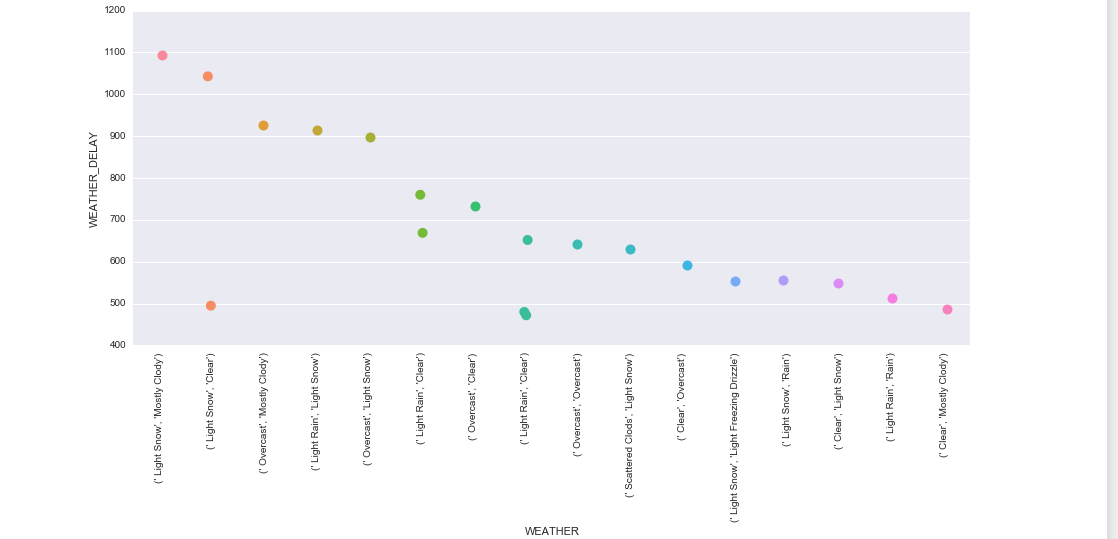 1200
1100
1000
900
800
700
600
500
400
WEATHER_DELAY
(' Light Snow', 'Mostly Clody')
(' Light Snow', 'Clear')
(' Overcast', 'Mostly Clody')
(' Light Rain', 'Light Snow')
(' Overcast', 'Light Snow')
(' Light Rain', 'Clear')
(' Overcast', 'Clear')
(' Light Rain', 'Clear')
(' Overcast', 'Overcast')
(' Scattered Clods', 'Light Snow')
(' Clear', 'Overcast')
(' Light Snow', 'Light Freezing Drizzle')
(' Light Snow', 'Rain')
(' Clear', 'Light Snow')
(' Light Rain', 'Rain')
(' Clear', 'Mostly Clody')
WEATHER